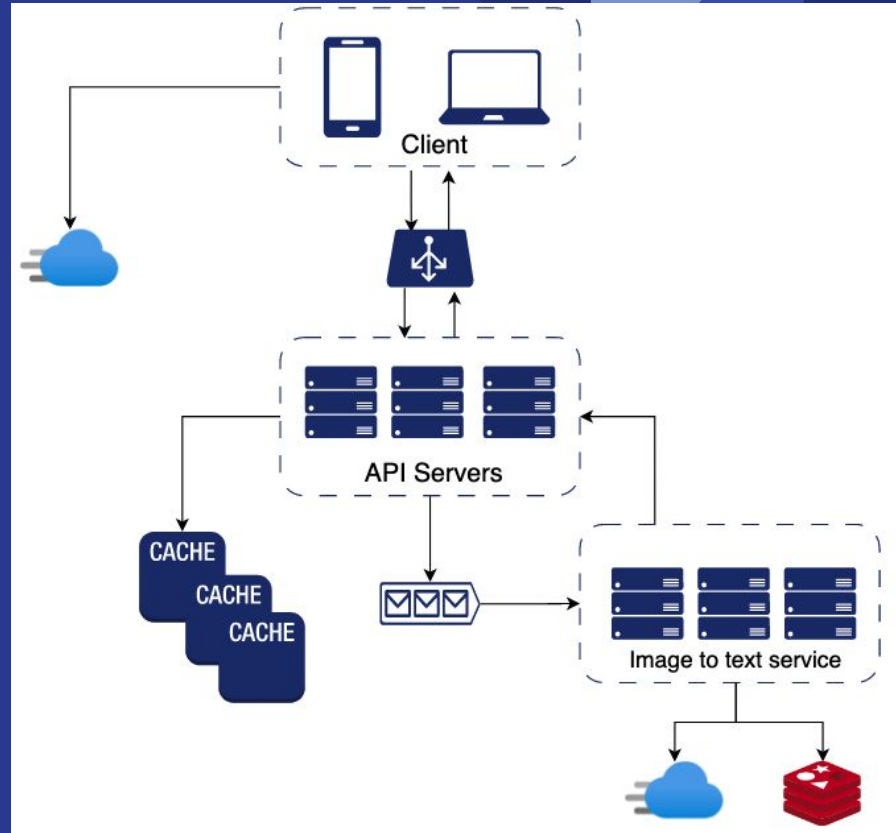 Client
API Servers
CACHE
CACHE
CACHE
Image to text service